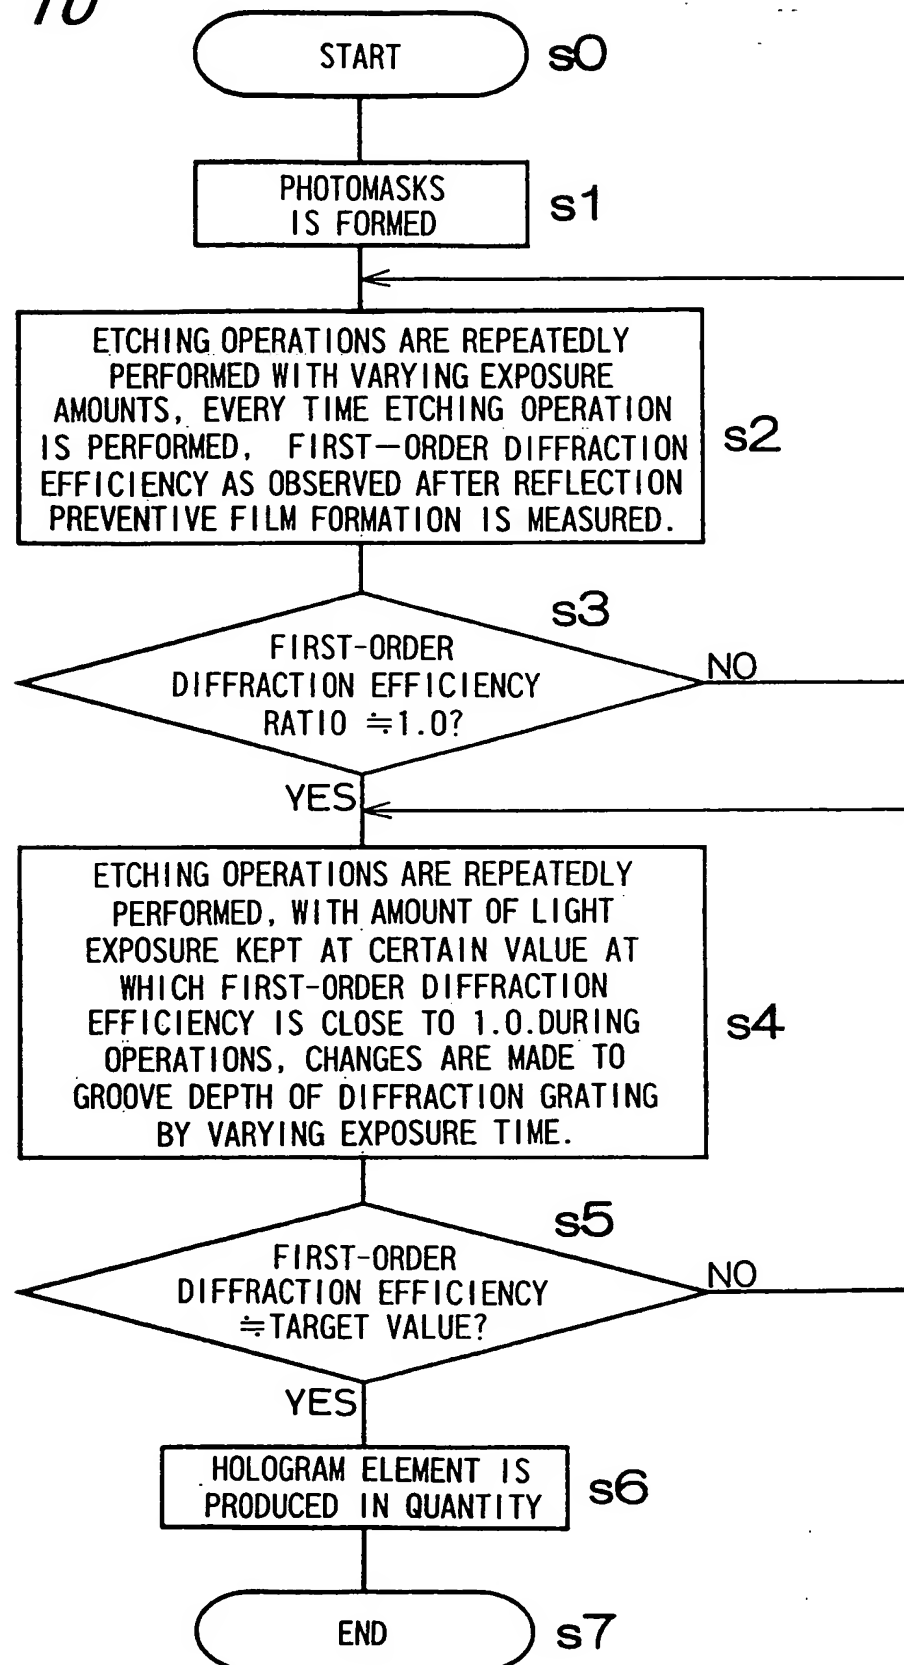 10
START
s0
PHOTOMASKS
IS FORMED
s1
ETCHING OPERATIONS ARE REPEATEDLY
PERFORMED WITH VARYING EXPOSURE
AMOUNTS, EVERY TIME ETCHING OPERATION
IS PERFORMED, FIRST-ORDER DIFFRACTION
EFFICIENCY AS OBSERVED AFTER REFLECTION
PREVENTIVE FILM FORMATION IS MEASURED.
s2
s3
FIRST-ORDER
DIFFRACTION EFFICIENCY
RATIO ≒1.0?
NO
YES
ETCHING OPERATIONS ARE REPEATEDLY
PERFORMED, WITH AMOUNT OF LIGHT
EXPOSURE KEPT AT CERTAIN VALUE AT
WHICH FIRST-ORDER DIFFRACTION
EFFICIENCY IS CLOSE TO 1.0.DURING
OPERATIONS, CHANGES ARE MADE TO
GROOVE DEPTH OF DIFFRACTION GRATING
BY VARYING EXPOSURE TIME.
s4
s5
FIRST-ORDER
DIFFRACTION EFFICIENCY
≒TARGET VALUE?
NO
YES
HOLOGRAM ELEMENT IS
PRODUCED IN QUANTITY
s6
END
s7